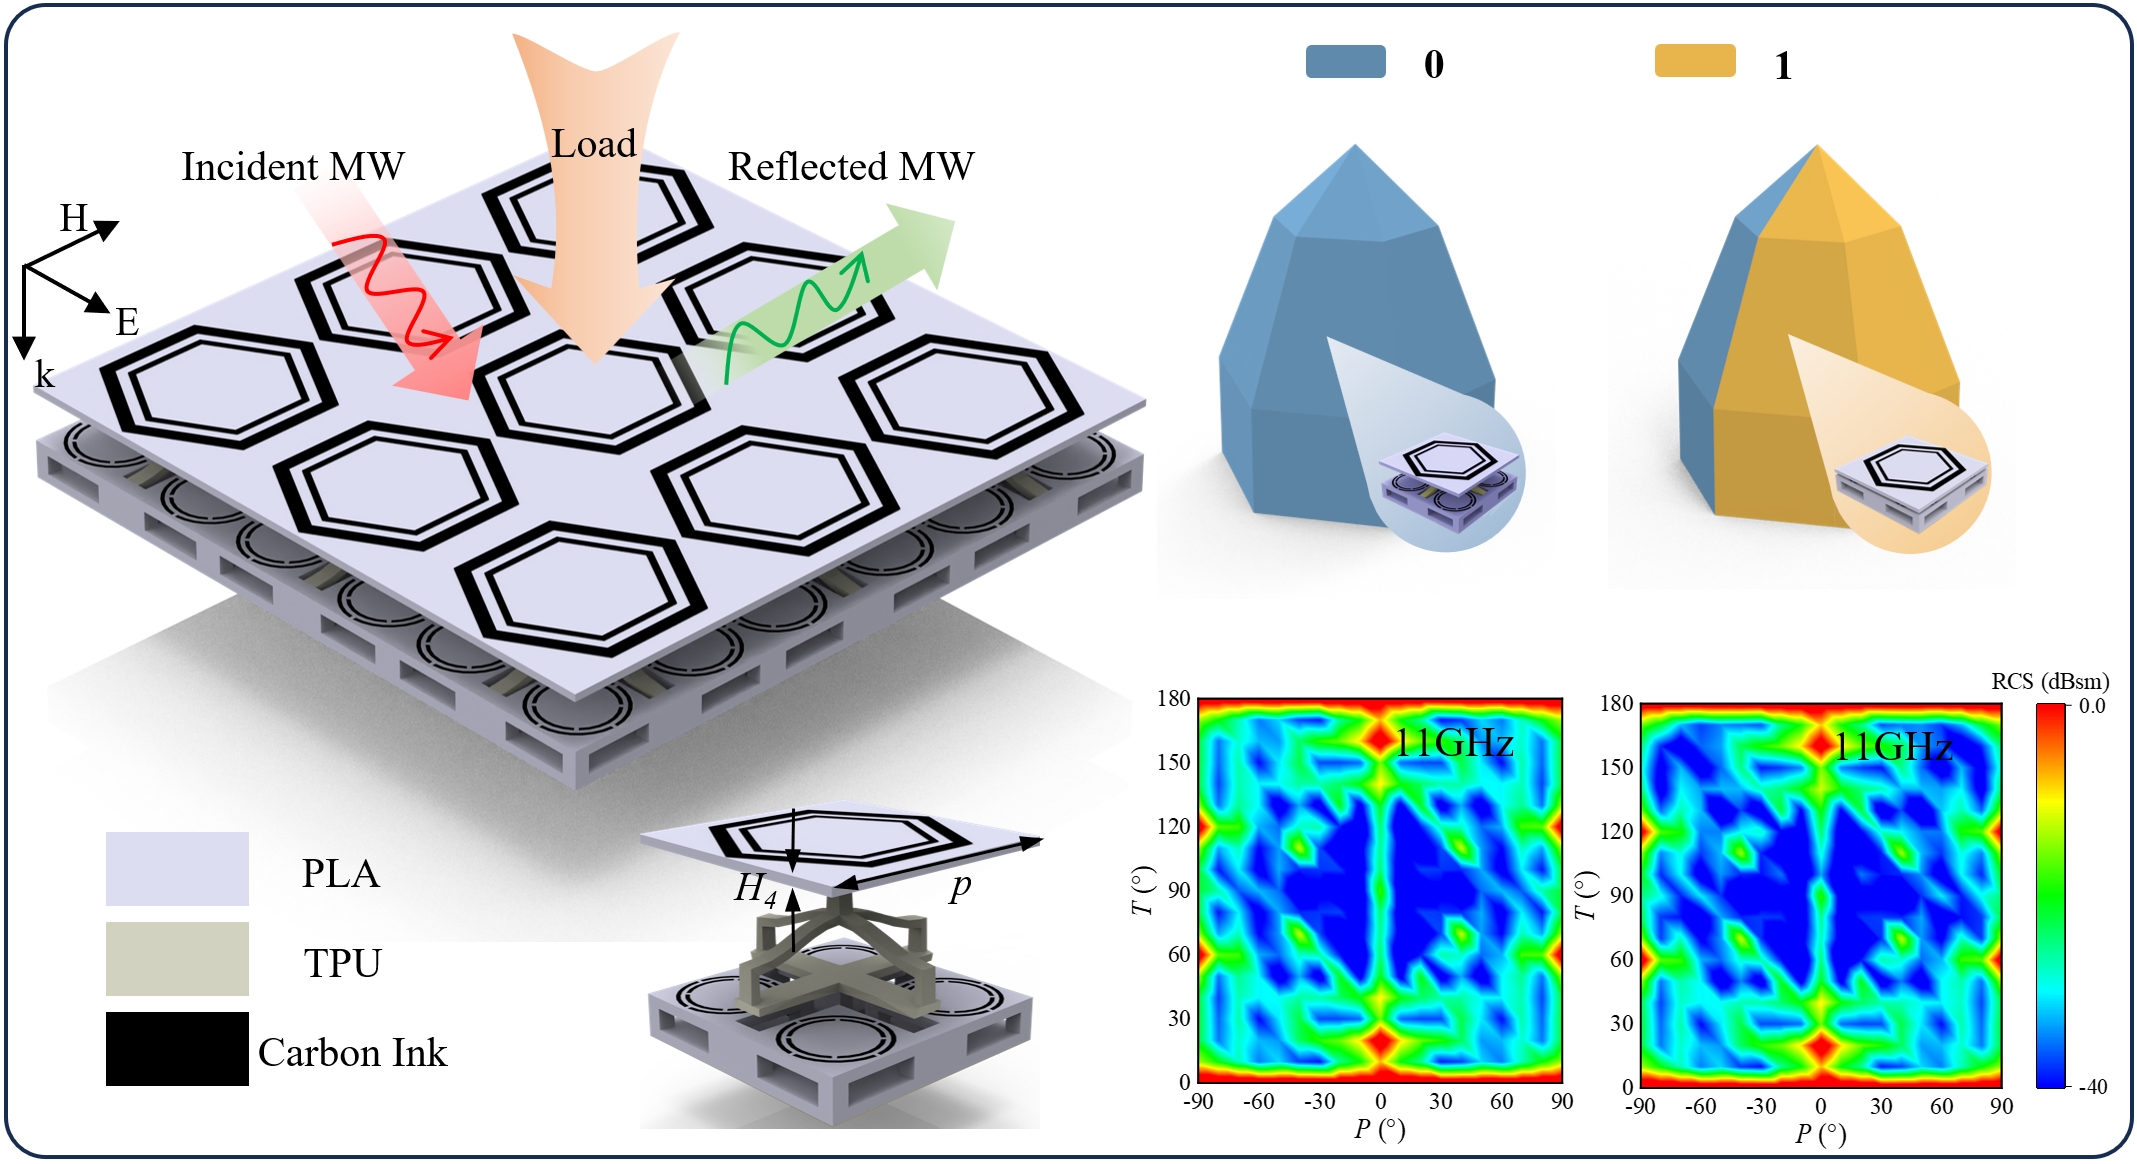 Load
Incident MW
Reflected MW
H
E
k
PLA
TPU
Carbon Ink
H4
p
0
1
RCS (dBsm)
0.0
-40
11GHz
180
150
120
90
60
30
0
T (°)
-90 -60 -30 0 30 60 90
P (°)
11GHz
180
150
120
90
60
30
0
T (°)
-90 -60 -30 0 30 60 90
P (°)